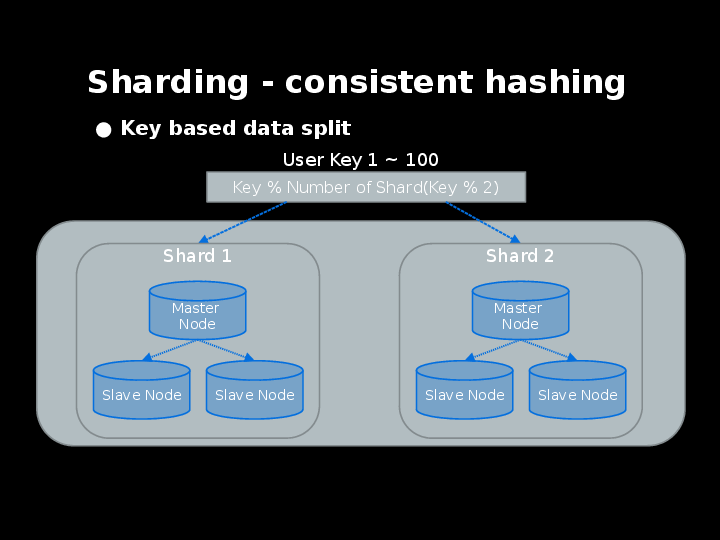 Sharding - consistent hashing
● Key based data split
User Key 1 ~ 100
Key % Number of Shard(Key % 2)
Shard 1
Shard 2
Master
Node
Master
Node
Slave Node
Slave Node
Slave Node
Slave Node